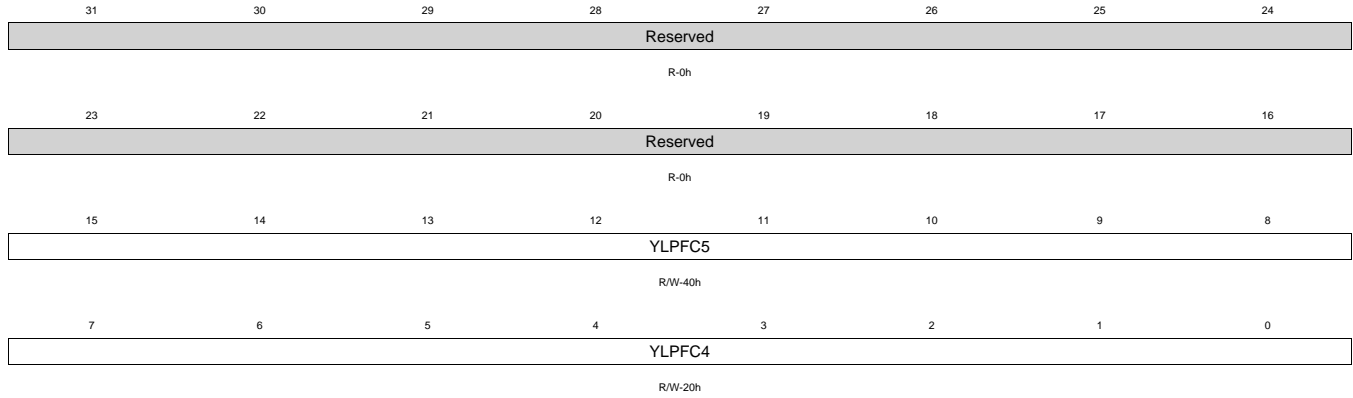 31 30 29 28 27 26 25 24
Reserved
R-0h
23 22 21 20 19 18 17 16
Reserved
R-0h
15 14 13 12 11 10 9 8
YLPFC5
R/W-40h
7 6 5 4 3 2 1 0
YLPFC4
R/W-20h